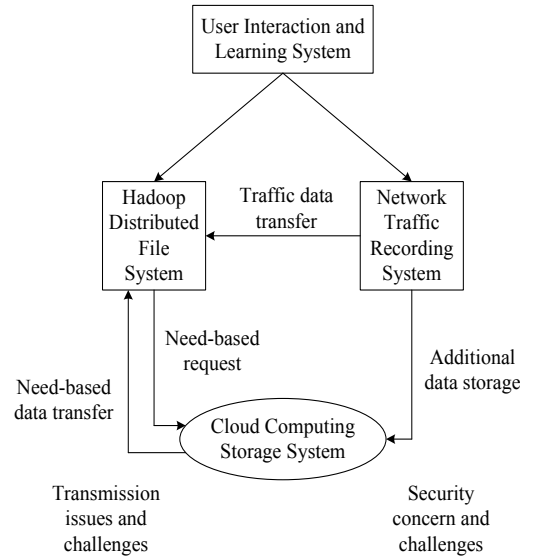 User Interaction and
Learning System
Hadoop
Distributed
File
System
Traffic data
transfer
Network
Traffic
Recording
System
Need-based
request
Need-based
data transfer
Additional
data storage
Cloud Computing
Storage System
Transmission
issues and
challenges
Security
concern and
challenges